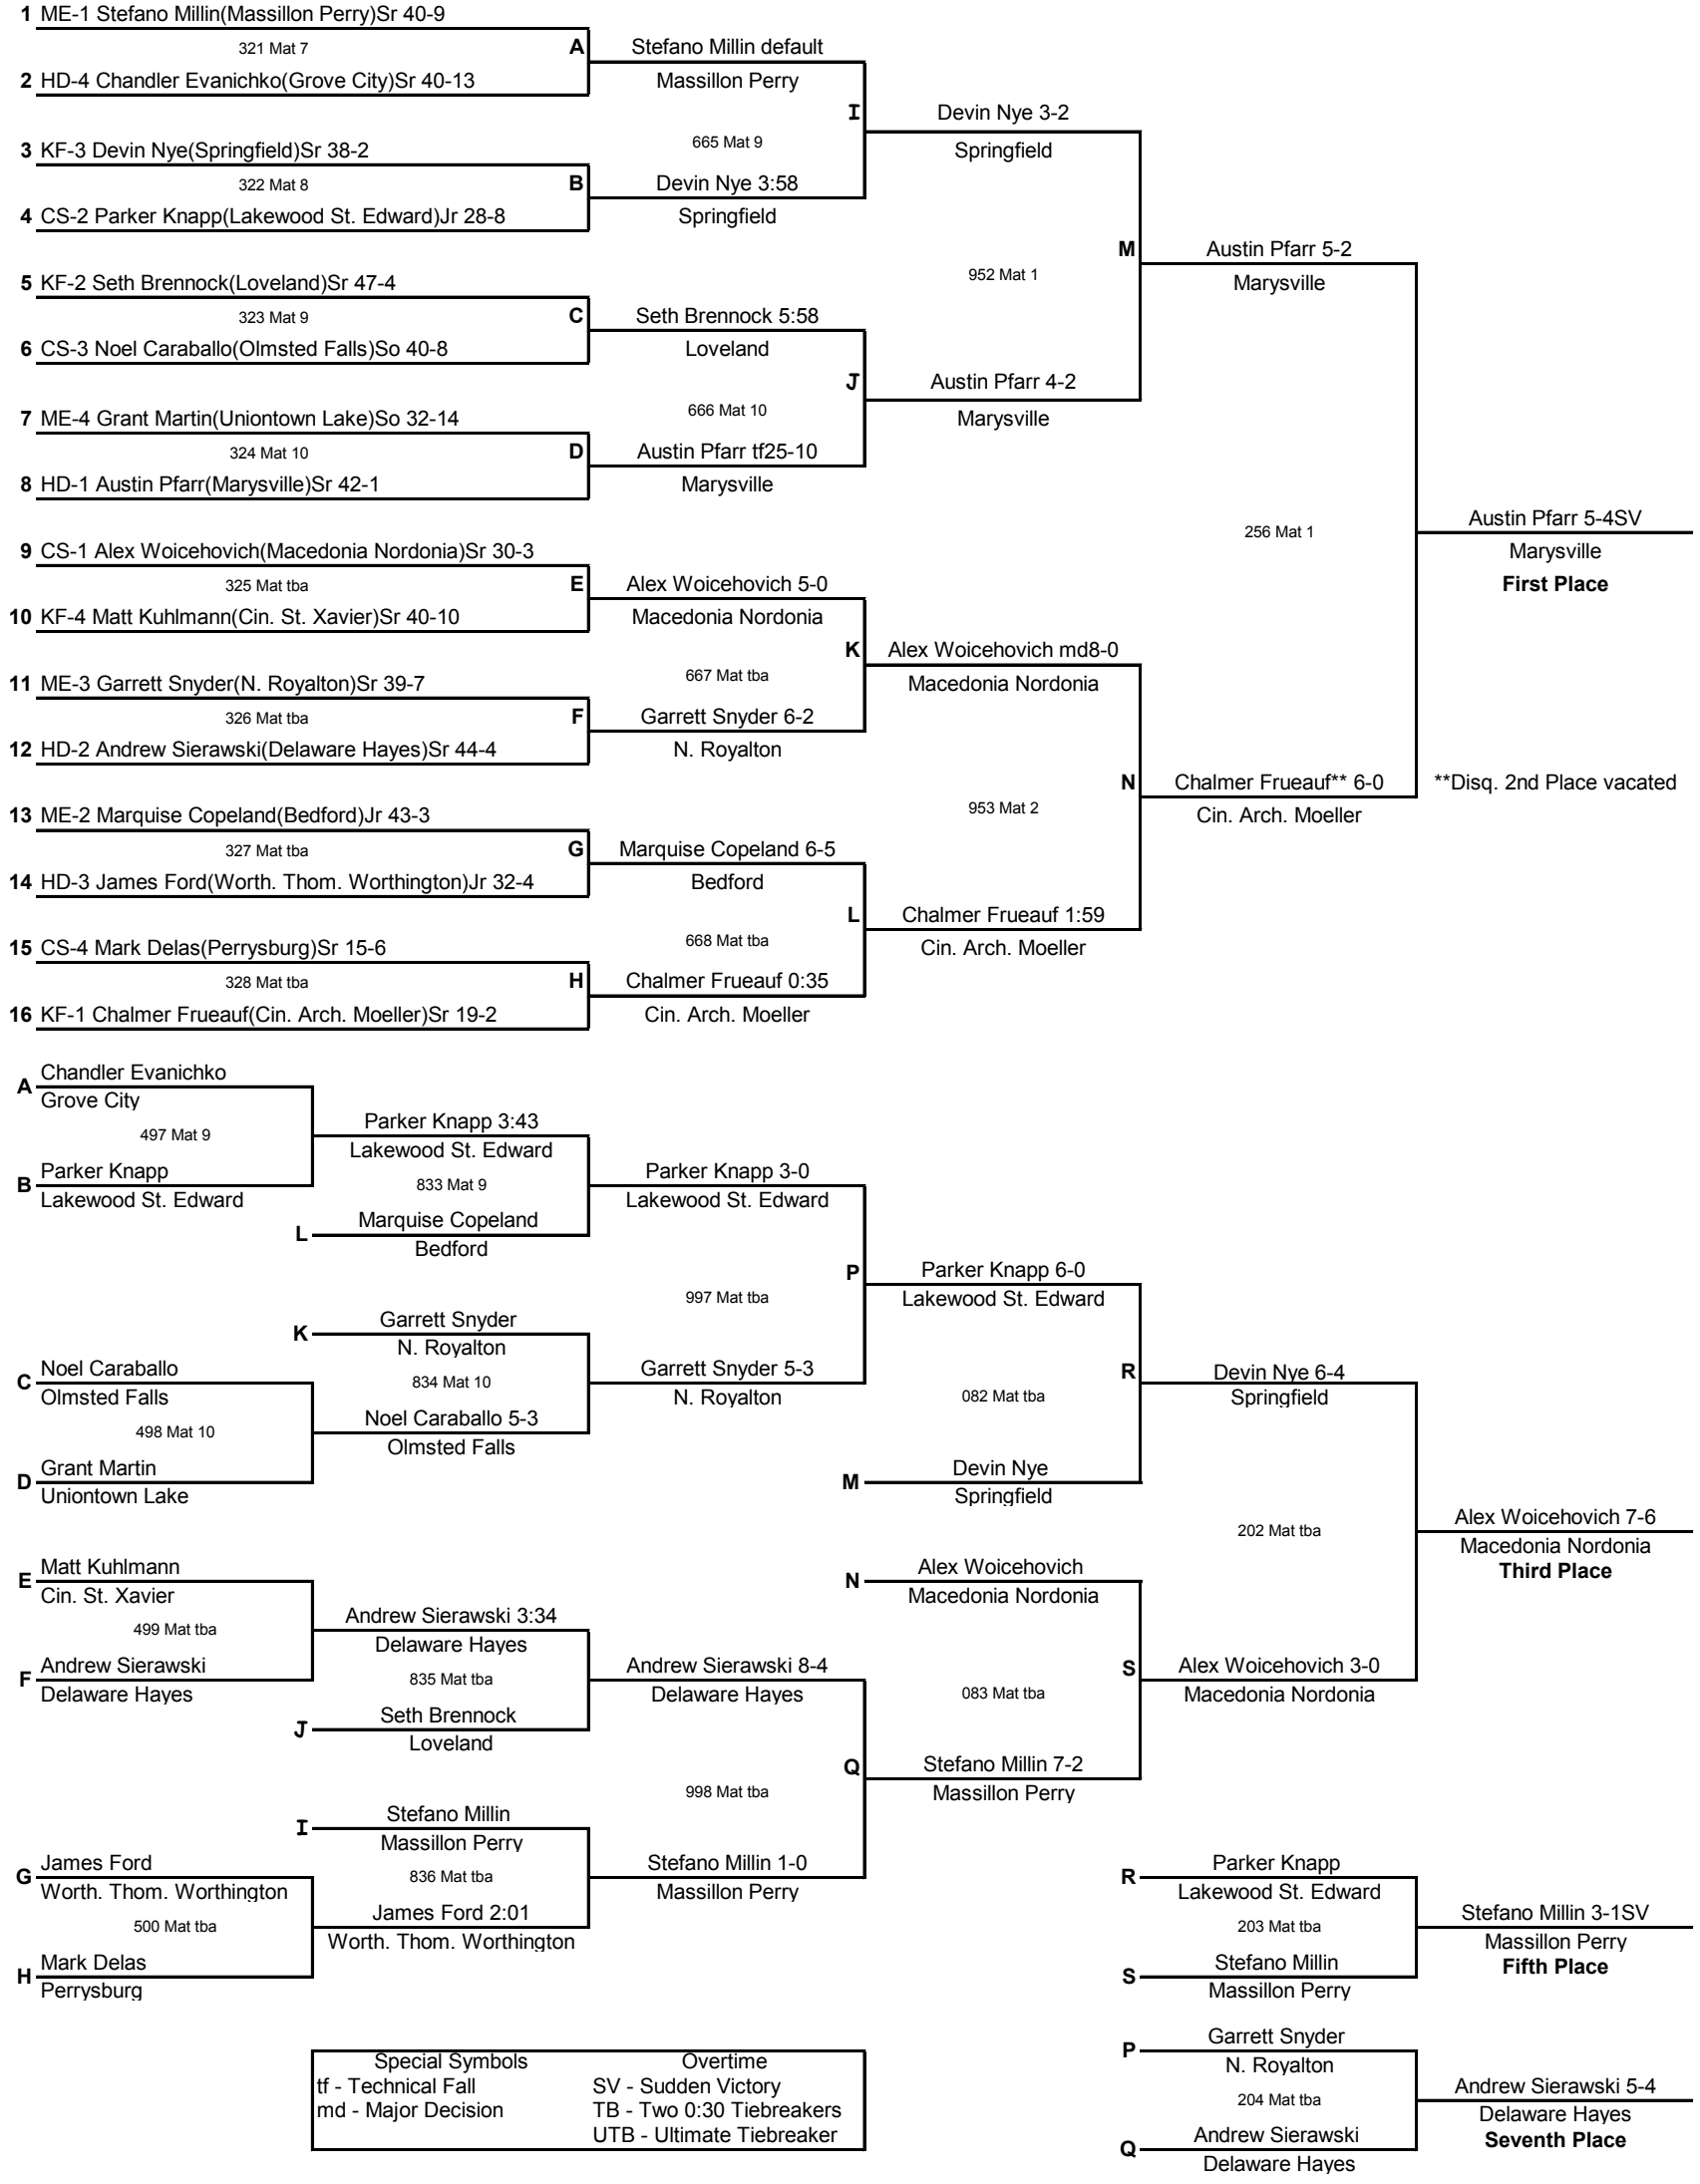 1 ME-1 Stefano Millin(Massillon Perry)Sr 40-9
321 Mat 7
A
2 HD-4 Chandler Evanichko(Grove City)Sr 40-13
Stefano Millin default
Massillon Perry
I
665 Mat 9
3 KF-3 Devin Nye(Springfield)Sr 38-2
322 Mat 8
B
4 CS-2 Parker Knapp(Lakewood St. Edward)Jr 28-8
Devin Nye 3:58
Springfield
Devin Nye 3-2
Springfield
M
952 Mat 1
5 KF-2 Seth Brennock(Loveland)Sr 47-4
323 Mat 9
C
6 CS-3 Noel Caraballo(Olmsted Falls)So 40-8
Seth Brennock 5:58
Loveland
J
666 Mat 10
7 ME-4 Grant Martin(Uniontown Lake)So 32-14
324 Mat 10
D
8 HD-1 Austin Pfarr(Marysville)Sr 42-1
Austin Pfarr tf25-10
Marysville
Austin Pfarr 4-2
Marysville
Austin Pfarr 5-2
Marysville
256 Mat 1
Austin Pfarr 5-4SV
Marysville
First Place
9 CS-1 Alex Woicehovich(Macedonia Nordonia)Sr 30-3
325 Mat tba
E
10 KF-4 Matt Kuhlmann(Cin. St. Xavier)Sr 40-10
Alex Woicehovich 5-0
Macedonia Nordonia
K
667 Mat tba
11 ME-3 Garrett Snyder(N. Royalton)Sr 39-7
326 Mat tba
F
12 HD-2 Andrew Sierawski(Delaware Hayes)Sr 44-4
Garrett Snyder 6-2
N. Royalton
Alex Woicehovich md8-0
Macedonia Nordonia
N
953 Mat 2
Chalmer Frueauf** 6-0
Cin. Arch. Moeller
**Disq. 2nd Place vacated
13 ME-2 Marquise Copeland(Bedford)Jr 43-3
327 Mat tba
G
14 HD-3 James Ford(Worth. Thom. Worthington)Jr 32-4
Marquise Copeland 6-5
Bedford
L
668 Mat tba
15 CS-4 Mark Delas(Perrysburg)Sr 15-6
328 Mat tba
H
16 KF-1 Chalmer Frueauf(Cin. Arch. Moeller)Sr 19-2
Chalmer Frueauf 0:35
Cin. Arch. Moeller
Chalmer Frueauf 1:59
Cin. Arch. Moeller
A Chandler Evanichko
Grove City
497 Mat 9
B Parker Knapp
Lakewood St. Edward
Parker Knapp 3:43
Lakewood St. Edward
833 Mat 9
L Marquise Copeland
Bedford
Parker Knapp 3-0
Lakewood St. Edward
P
997 Mat tba
K Garrett Snyder
N. Royalton
834 Mat 10
C Noel Caraballo
Olmsted Falls
498 Mat 10
D Grant Martin
Uniontown Lake
Noel Caraballo 5-3
Olmsted Falls
Garrett Snyder 5-3
N. Royalton
Parker Knapp 6-0
Lakewood St. Edward
R
082 Mat tba
M Devin Nye
Springfield
Devin Nye 6-4
Springfield
202 Mat tba
Alex Woicehovich 7-6
Macedonia Nordonia
Third Place
E Matt Kuhlmann
Cin. St. Xavier
499 Mat tba
F Andrew Sierawski
Delaware Hayes
Andrew Sierawski 3:34
Delaware Hayes
835 Mat tba
J Seth Brennock
Loveland
Andrew Sierawski 8-4
Delaware Hayes
Q
998 Mat tba
N Alex Woicehovich
Macedonia Nordonia
S
083 Mat tba
Alex Woicehovich 3-0
Macedonia Nordonia
Stefano Millin 7-2
Massillon Perry
I Stefano Millin
Massillon Perry
836 Mat tba
G James Ford
Worth. Thom. Worthington
500 Mat tba
H Mark Delas
Perrysburg
James Ford 2:01
Worth. Thom. Worthington
Stefano Millin 1-0
Massillon Perry
R Parker Knapp
Lakewood St. Edward
203 Mat tba
S Stefano Millin
Massillon Perry
Stefano Millin 3-1SV
Massillon Perry
Fifth Place
P Garrett Snyder
N. Royalton
204 Mat tba
Q Andrew Sierawski
Delaware Hayes
Andrew Sierawski 5-4
Delaware Hayes
Seventh Place
Special Symbols
tf - Technical Fall
md - Major Decision
Overtime
SV - Sudden Victory
TB - Two 0:30 Tiebreakers
UTB - Ultimate Tiebreaker